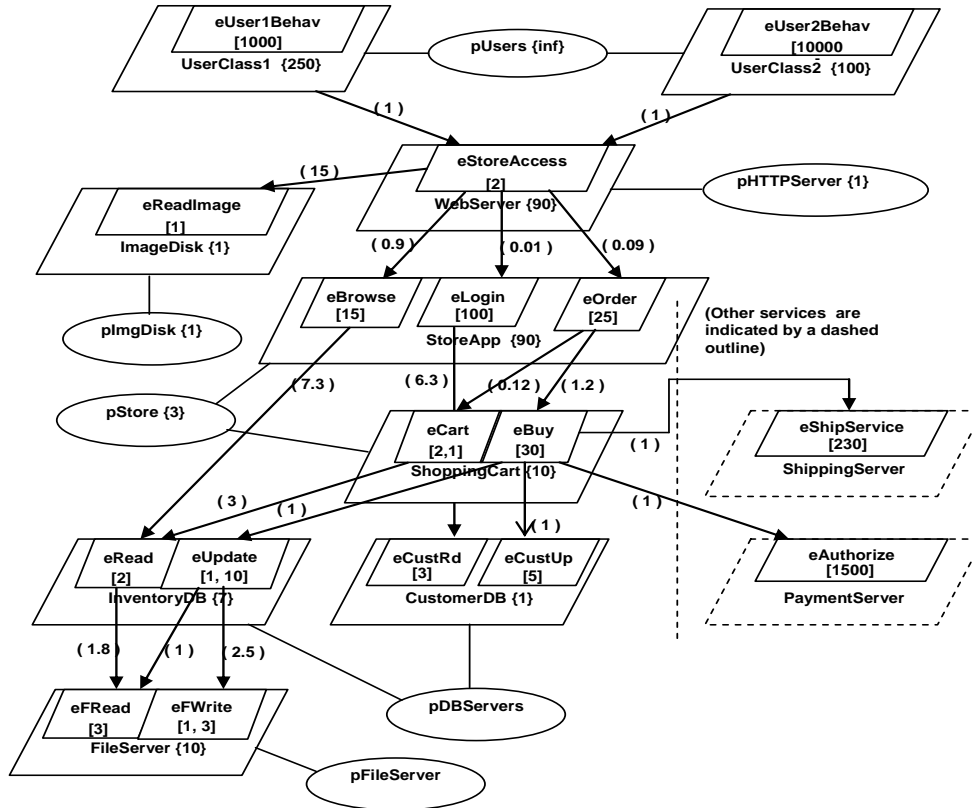 eUser1Behav
[1000]
UserClass1 {250}
pUsers {inf}
eUser2Behav
[10000
UserClass2 {100}
( 1 )
( 1 )
eStoreAccess
[2]
WebServer {90}
( 15 )
pHTTPServer {1}
eReadImage
[1]
ImageDisk {1}
( 0.9 )
( 0.01 )
( 0.09 )
eBrowse
[15]
eLogin
[100]
eOrder
[25]
StoreApp {90}
(Other services are
indicated by a dashed
outline)
pImgDisk {1}
( 7.3 )
( 6.3 )
( 0.12 )
( 1.2 )
pStore {3}
eCart
[2,1]
eBuy
[30]
ShoppingCart {10}
( 1 )
eShipService
[230]
ShippingServer
( 3 )
( 1 )
( 1 )
( 1 )
eRead
[2]
eUpdate
[1, 10]
InventoryDB {7}
eCustRd
[3]
eCustUp
[5]
CustomerDB {1}
eAuthorize
[1500]
PaymentServer
( 1.8 )
( 1 )
( 2.5 )
eFRead
[3]
eFWrite
[1, 3]
FileServer {10}
pDBServers
pFileServer